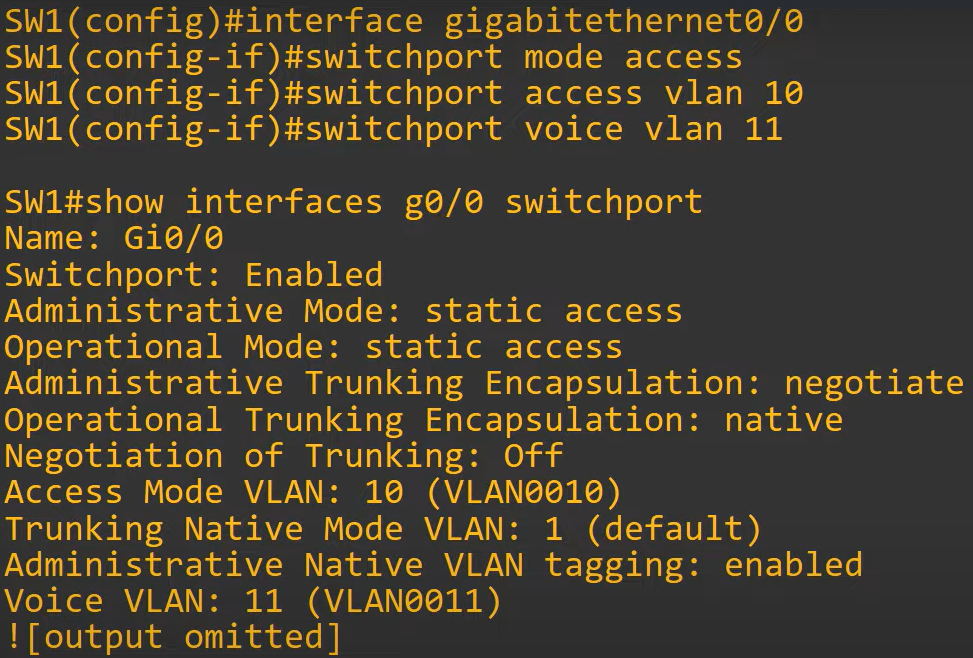 SW1(config)#interface gigabitethernet0/0
SW1(config-if)#switchport mode access
SW1(config-if)#switchport access vlan 10
SW1(config-if)#switchport voice vlan 11
SW1#show interfaces g0/0 switchport
Name: Gi0/0
Switchport: Enabled
Administrative Mode: static access
Operational Mode: static access
Administrative Trunking Encapsulation: negotiate
Operational Trunking Encapsulation: native
Negotiation of Trunking: Off
Access Mode VLAN: 10 (VLAN0010)
Trunking Native Mode VLAN: 1 (default)
Administrative Native VLAN tagging: enabled
Voice VLAN: 11 (VLAN0011)
![output omitted]